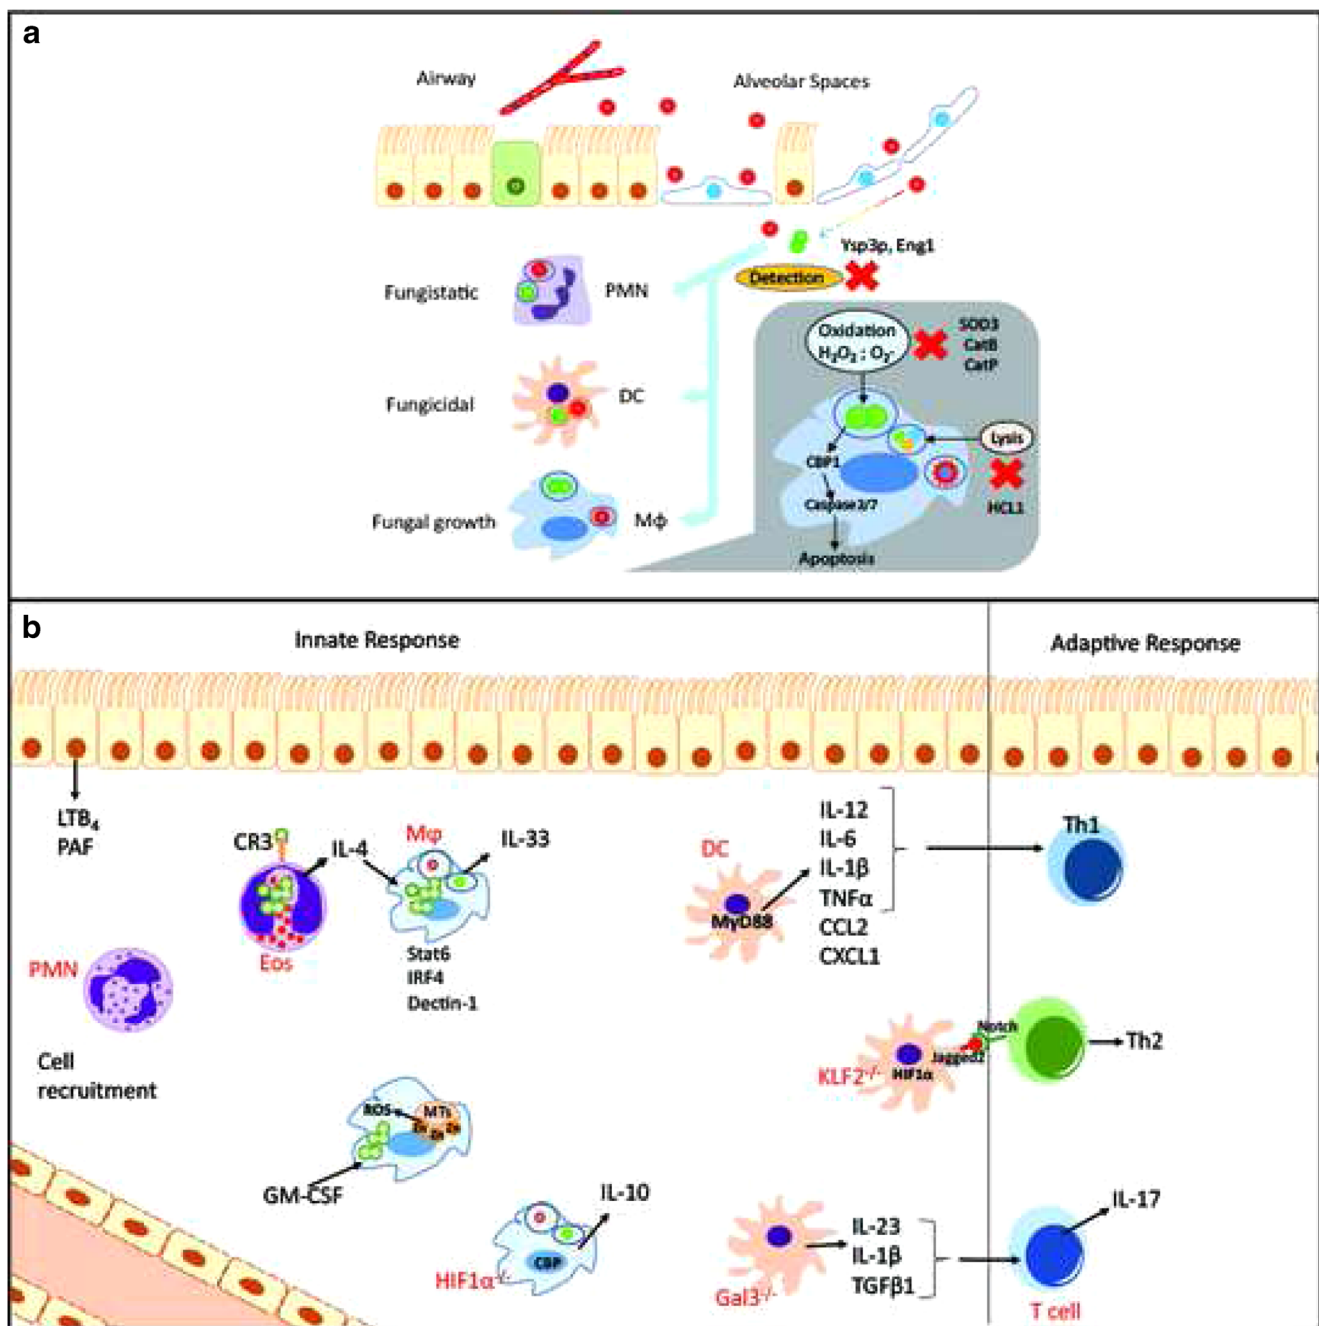 a
Airway
Alveolar Spaces
Ysp3p, Eng1
Detection
Fungistatic
PMN
Oxidation
H₂O₂ ; O₂-
SOD3
CatB
CatP
Fungicidal
DC
Lysis
CBP1
HCL1
Caspase3/7
Fungal growth
Mϕ
Apoptosis
b
Innate Response
Adaptive Response
LTB₄
PAF
CR3
IL-4
Mφ
IL-33
Eos
Stat6
IRF4
Dectin-1
DC
MyD88
IL-12
IL-6
IL-1β
TNFα
CCL2
CXCL1
Th1
PMN
Cell
recruitment
KLF2-/-
HIF1α
Jagged2
Notch
Th2
ROS
MTs
Zn Zn Zn
GM-CSF
HIF1α-/-
CBP
IL-10
Gal3-/-
IL-23
IL-1β
TGFβ1
IL-17
T cell